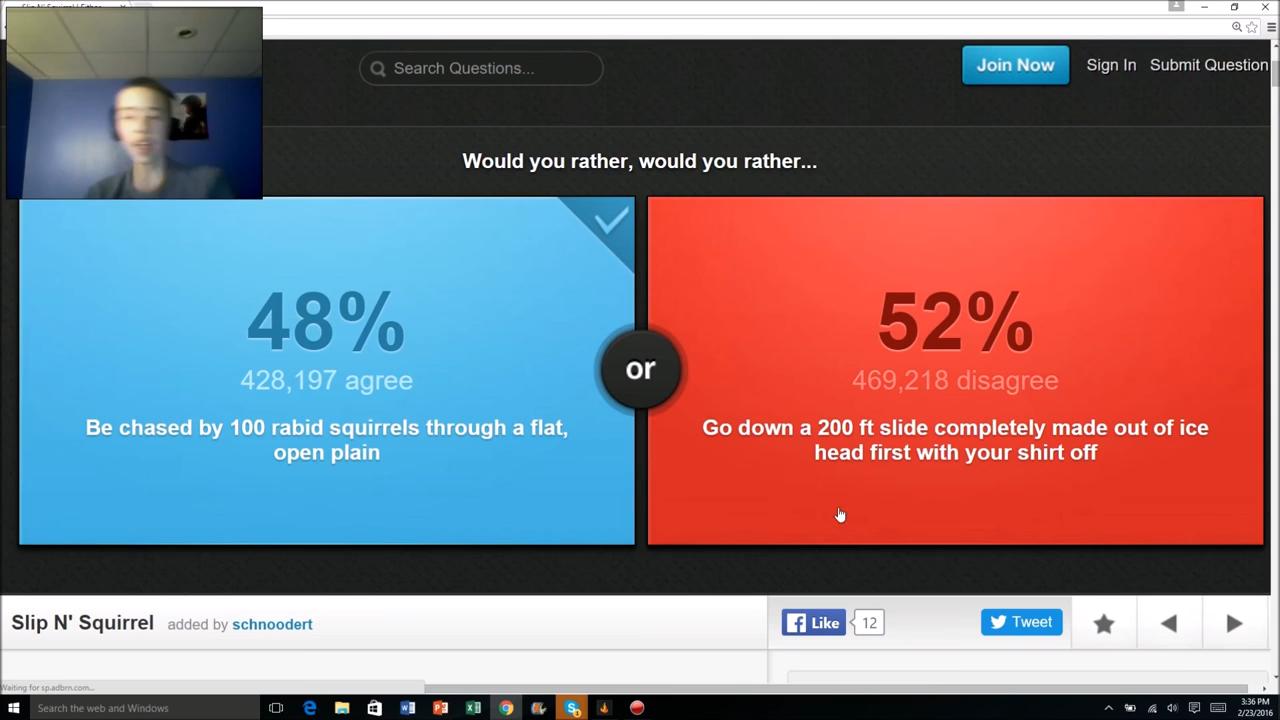 Search Questions...
Join Now
Sign In
Submit Question
Would you rather, would you rather...
48%
428,197 agree
Be chased by 100 rabid squirrels through a flat,
open plain
or
52%
469,218 disagree
Go down a 200 ft slide completely made out of ice
head first with your shirt off
Slip N' Squirrel
added by schnoodert
Like
12
Tweet
Waiting for sp.adbrn.com...
Search the web and Windows
3:36 PM
2/23/2016